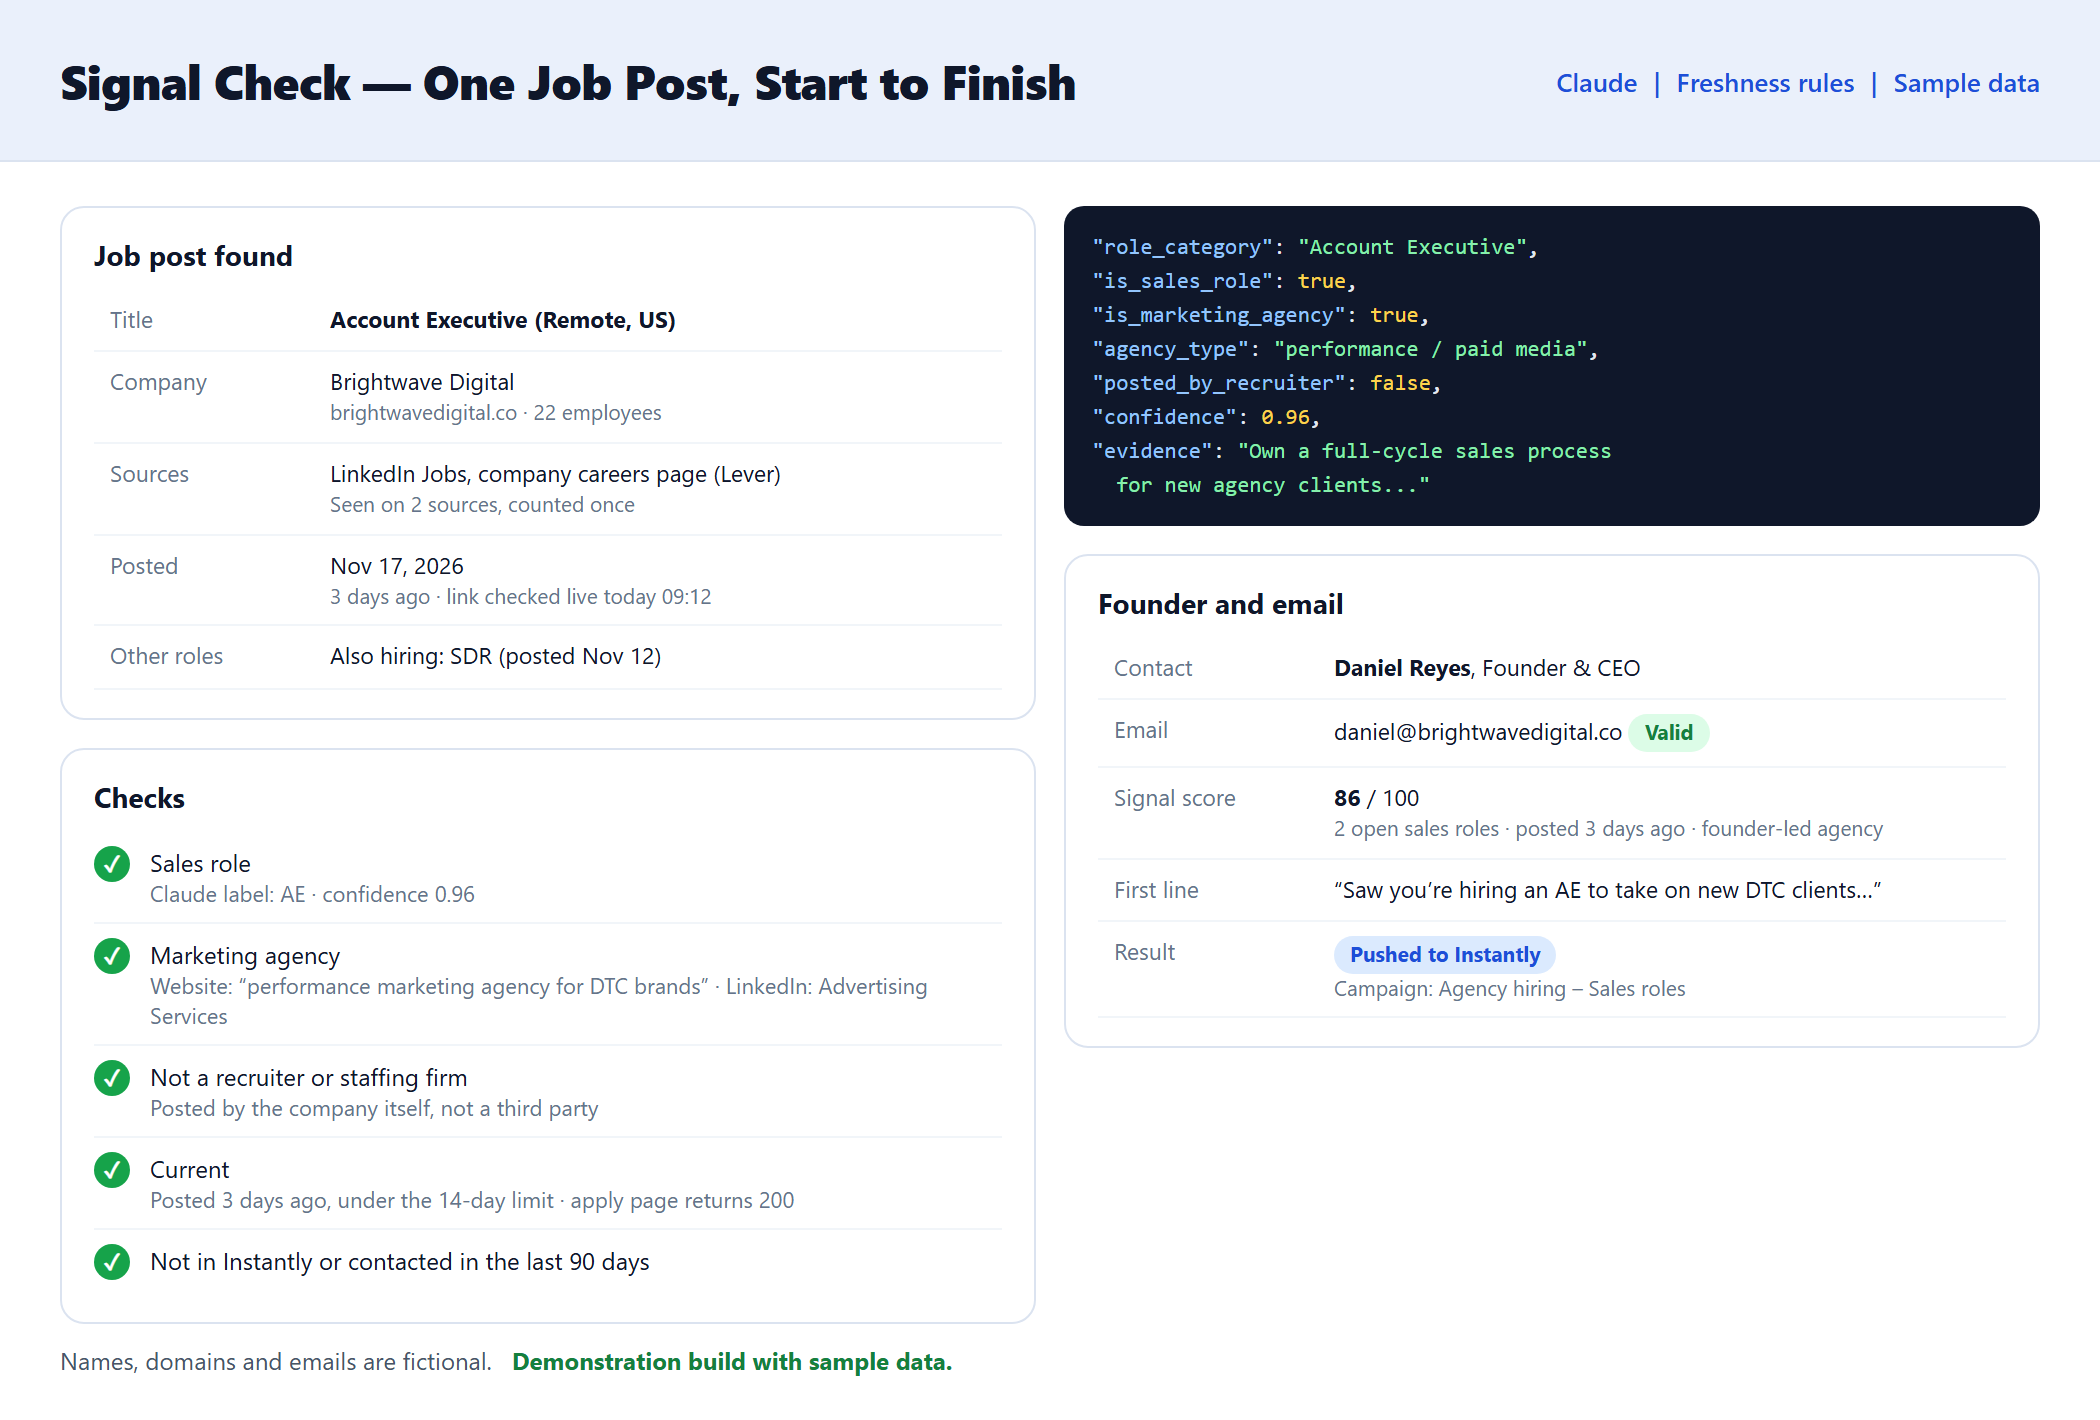 Signal Check — One Job Post, Start to Finish
Claude | Freshness rules | Sample data
Job post found
Title Account Executive (Remote, US)
Company Brightwave Digital
brightwavedigital.co · 22 employees
Sources LinkedIn Jobs, company careers page (Lever)
Seen on 2 sources, counted once
Posted Nov 17, 2026
3 days ago · link checked live today 09:12
Other roles Also hiring: SDR (posted Nov 12)
Checks
Sales role
Claude label: AE · confidence 0.96
Marketing agency
Website: “performance marketing agency for DTC brands” · LinkedIn: Advertising
Services
Not a recruiter or staffing firm
Posted by the company itself, not a third party
Current
Posted 3 days ago, under the 14-day limit · apply page returns 200
Not in Instantly or contacted in the last 90 days
"role_category": "Account Executive",
"is_sales_role": true,
"is_marketing_agency": true,
"agency_type": "performance / paid media",
"posted_by_recruiter": false,
"confidence": 0.96,
"evidence": "Own a full-cycle sales process
for new agency clients..."
Founder and email
Contact Daniel Reyes, Founder & CEO
Email daniel@brightwavedigital.co Valid
Signal score 86 / 100
2 open sales roles · posted 3 days ago · founder-led agency
First line “Saw you’re hiring an AE to take on new DTC clients…”
Result Pushed to Instantly
Campaign: Agency hiring – Sales roles
Names, domains and emails are fictional. Demonstration build with sample data.